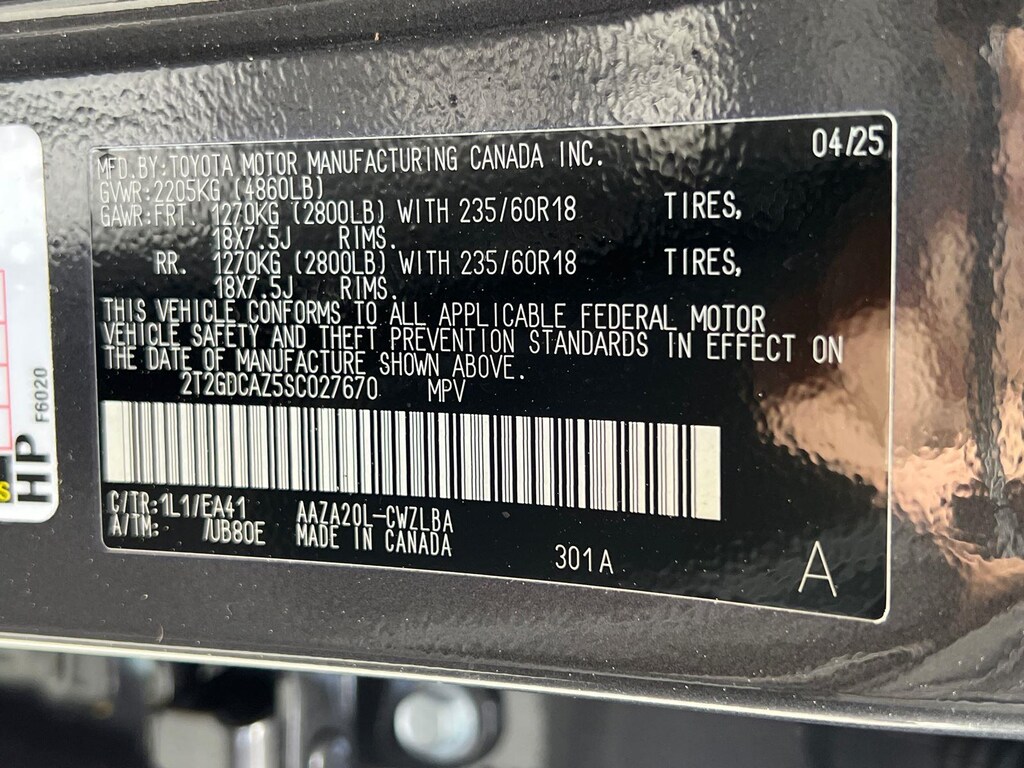 MFD.BY:TOYOTA MOTOR MANUFACTURING CANADA INC. 04/25
GVWR:2205KG (4860LB)
GAWR:FRT. 1270KG (2800LB) WITH 235/60R18 TIRES,
18X7.5J RIMS.
RR. 1270KG (2800LB) WITH 235/60R18 TIRES,
18X7.5J RIMS.
THIS VEHICLE CONFORMS TO ALL APPLICABLE FEDERAL MOTOR
VEHICLE SAFETY AND THEFT PREVENTION STANDARDS IN EFFECT ON
THE DATE OF MANUFACTURE SHOWN ABOVE.
2T2GDCAZ5SC027670 MPV
C/TR:1L1/EA41 AAZA20L-CWZLBA
A/TM: /UB80E MADE IN CANADA
301A A
HP
F6020
S